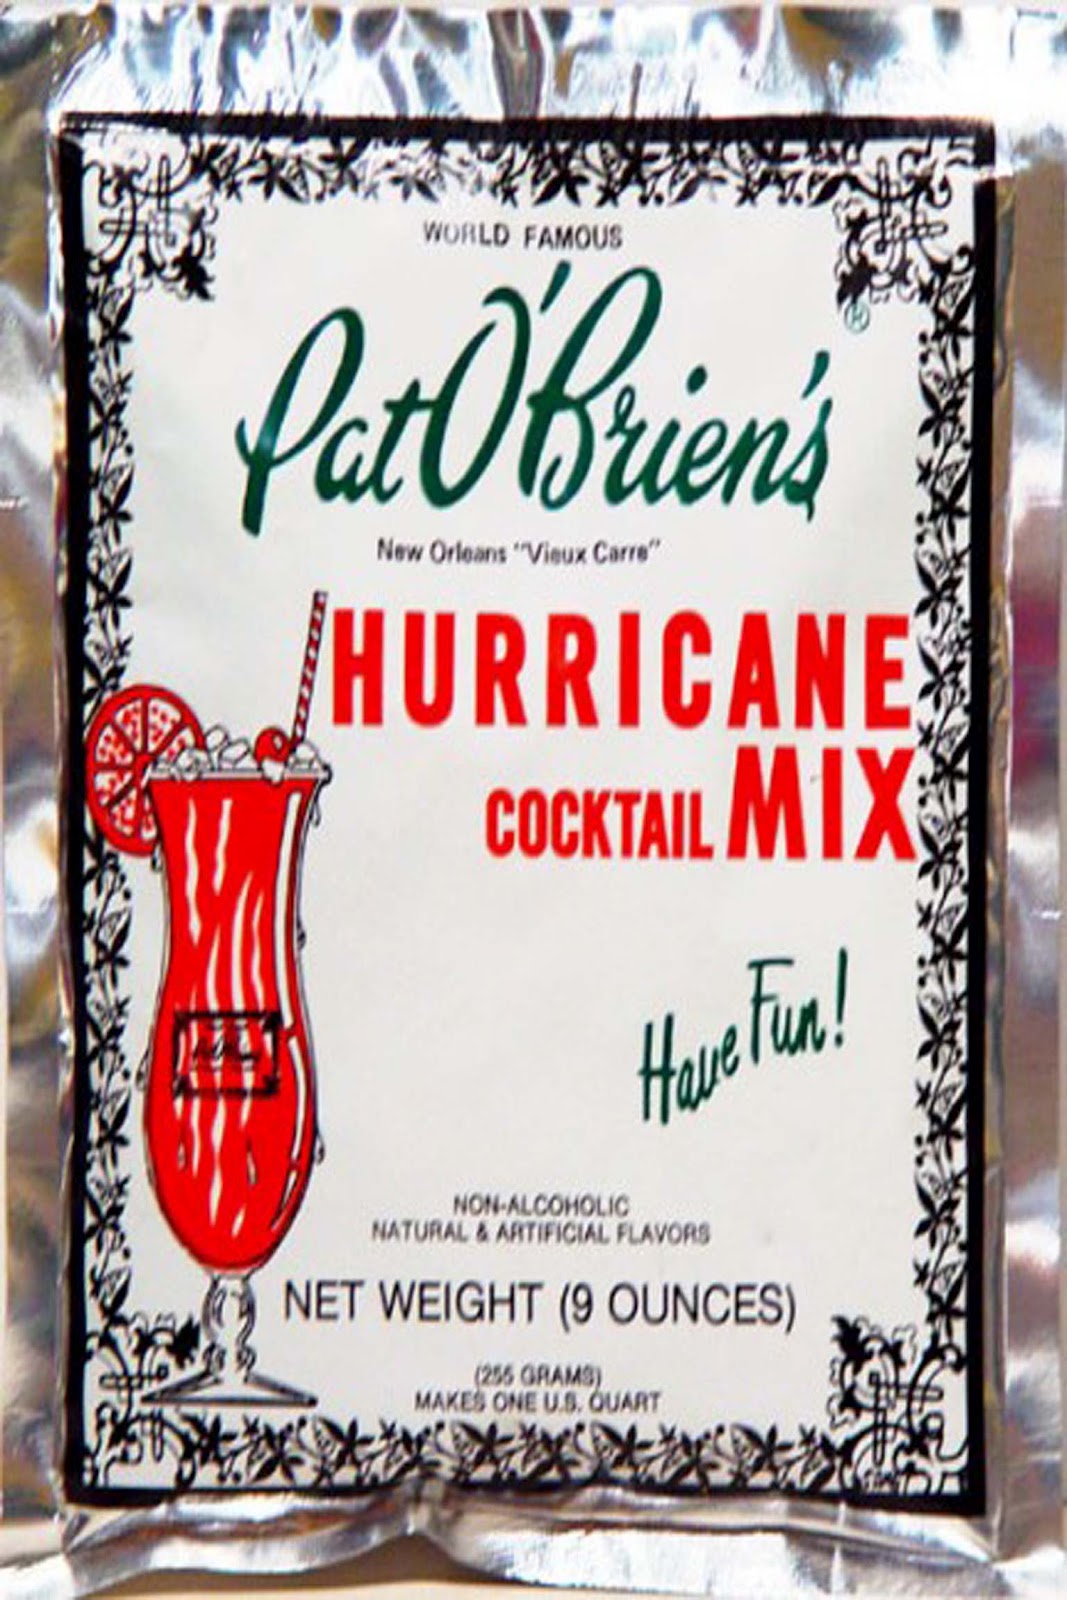 WORLD FAMOUS
Pat O'Brien's ®
New Orleans "Vieux Carre"
HURRICANE
COCKTAIL MIX
Have Fun!
NON-ALCOHOLIC
NATURAL & ARTIFICIAL FLAVORS
NET WEIGHT (9 OUNCES)
(255 GRAMS)
MAKES ONE U.S. QUART